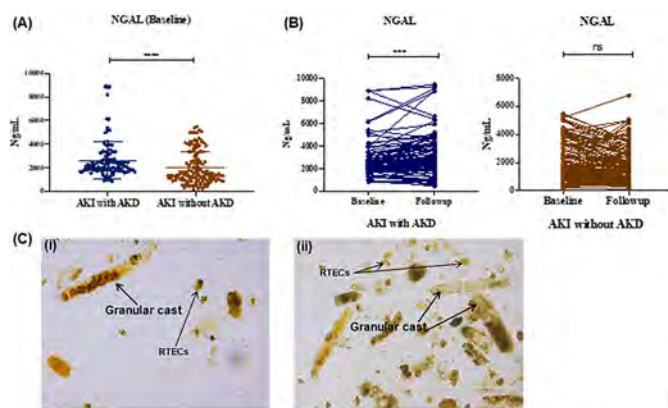 (A)
NGAL (Baseline)
****
Ng/mL
10000
8000
6000
4000
2000
0
AKI with AKD
AKI without AKD
(B)
NGAL
***
Ng/mL
10000
8000
6000
4000
2000
0
Baseline
Followup
AKI with AKD
NGAL
ns
Ng/mL
8000
6000
4000
2000
0
Baseline
Followup
AKI without AKD
(C)
(i)
Granular cast
RTECs
(ii)
RTECs
Granular cast